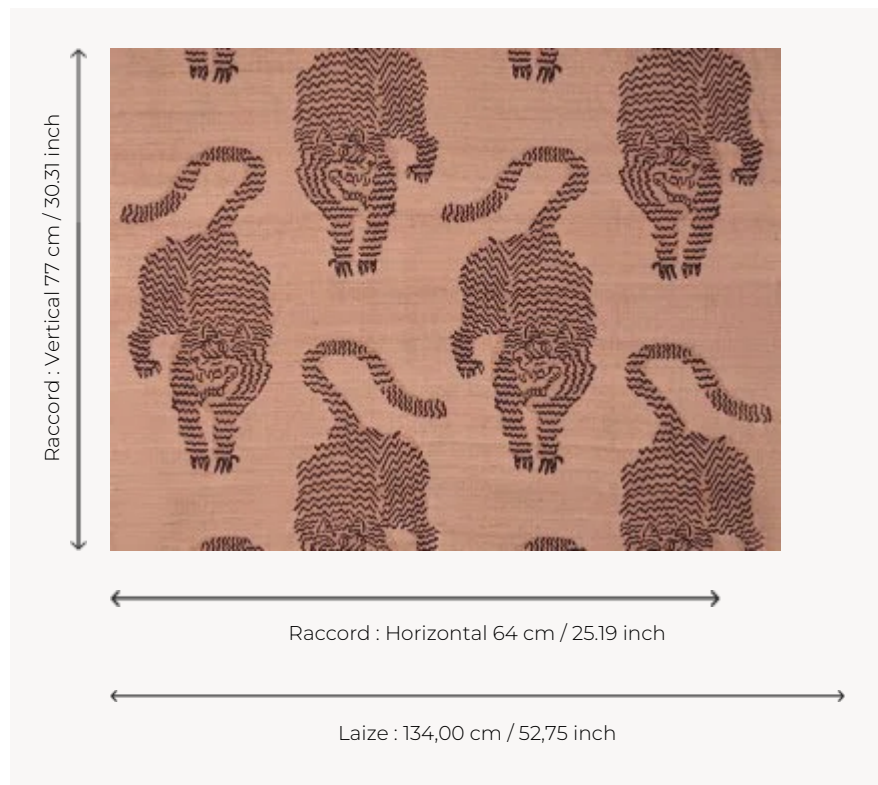 Raccord : Vertical 77 cm / 30.31 inch
Raccord : Horizontal 64 cm / 25.19 inch
Laize : 134,00 cm / 52,75 inch